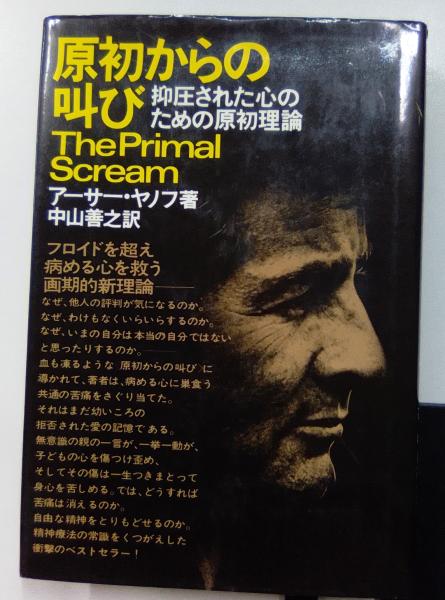 原初からの
叫び
抑圧された心の
ための原初理論
The Primal
Scream
アーサー・ヤノフ著
中山善之訳
フロイドを超え
病める心を救う
画期的新理論——
なぜ、他人の評判が気になるのか。
なぜ、わけもなくいらいらするのか。
なぜ、いまの自分は本当の自分ではない
と思ったりするのか。
血も凍るような〈原初からの叫び〉に
導かれて、著者は、病める心に巣食う
共通の苦痛をさぐり当てた。
それはまだ幼いころの
拒否された愛の記憶である。
無意識の親の一言が、一挙一動が、
子どもの心を傷つけ歪め、
そしてその傷は一生つきまとって
身心を苦しめる。では、どうすれば
苦痛は消えるのか。
自由な精神をとりもどせるのか。
精神療法の常識をくつがえした
衝撃のベストセラー！